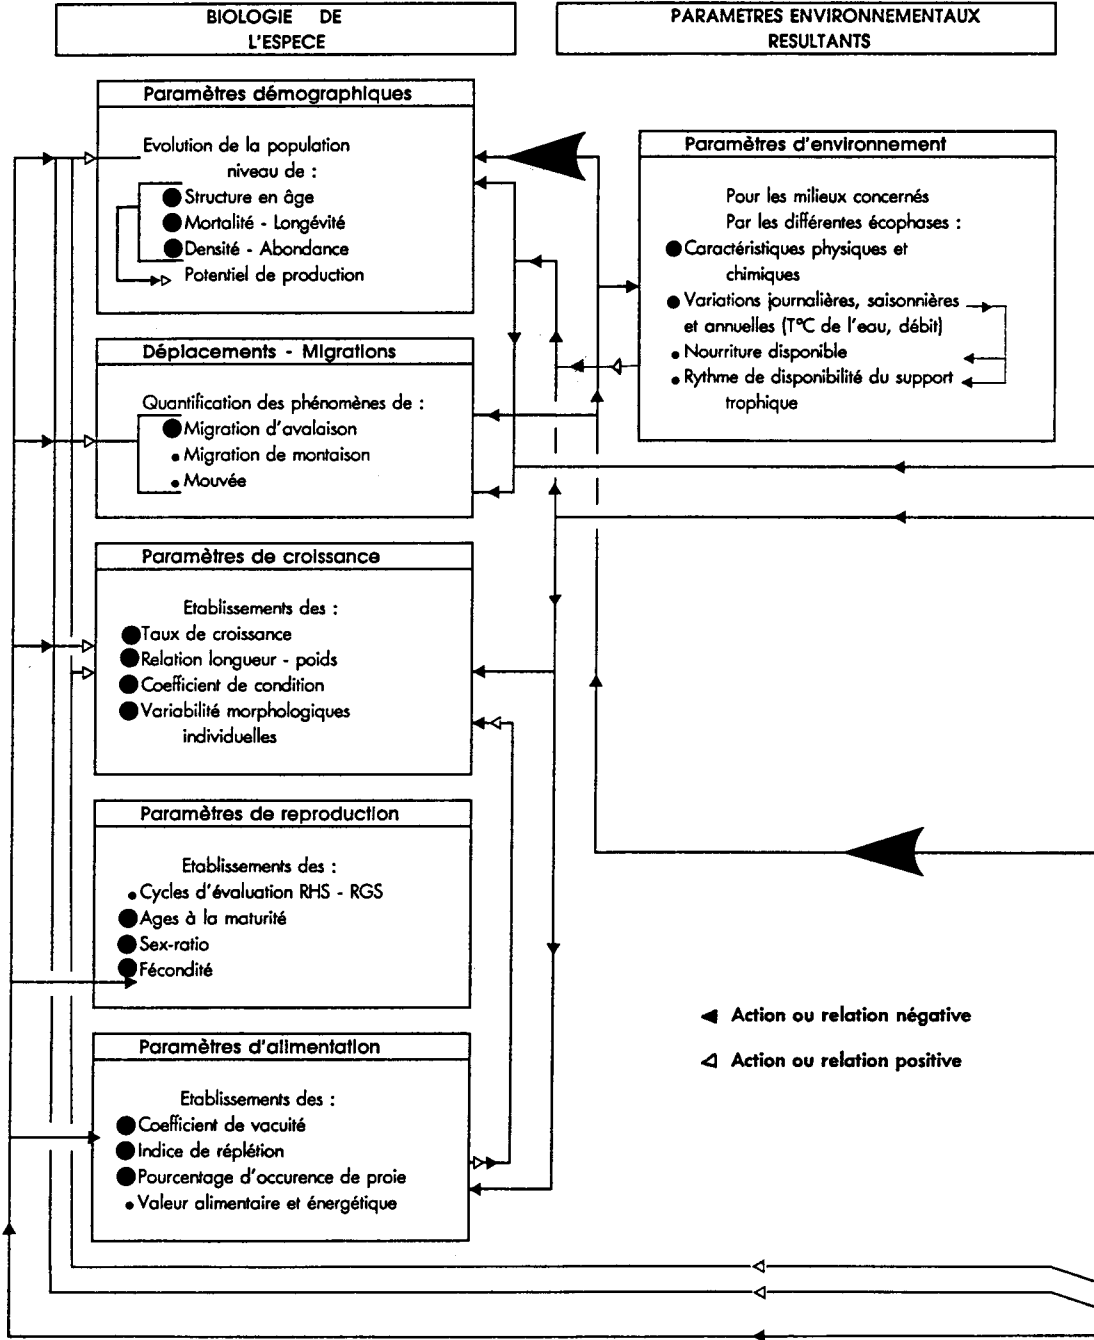 BIOLOGIE DE
L'ESPECE
PARAMETRES ENVIRONNEMENTAUX
RESULTANTS
Paramètres démographiques
Evolution de la population
niveau de :
Structure en âge
Mortalité - Longévité
Densité - Abondance
Potentiel de production
Paramètres d'environnement
Pour les milieux concernés
Par les différentes écophases :
Caractéristiques physiques et
chimiques
Variations journalières, saisonnières
et annuelles (T°C de l'eau, débit)
Nourriture disponible
Rythme de disponibilité du support
trophique
Déplacements - Migrations
Quantification des phénomènes de :
Migration d'avalaison
Migration de montaison
Mouvée
Paramètres de croissance
Etablissements des :
Taux de croissance
Relation longueur - poids
Coefficient de condition
Variabilité morphologiques
individuelles
Paramètres de reproduction
Etablissements des :
Cycles d'évaluation RHS - RGS
Ages à la maturité
Sex-ratio
Fécondité
Paramètres d'alimentation
Etablissements des :
Coefficient de vacuité
Indice de réplétion
Pourcentage d'occurence de proie
Valeur alimentaire et énergétique
Action ou relation négative
Action ou relation positive